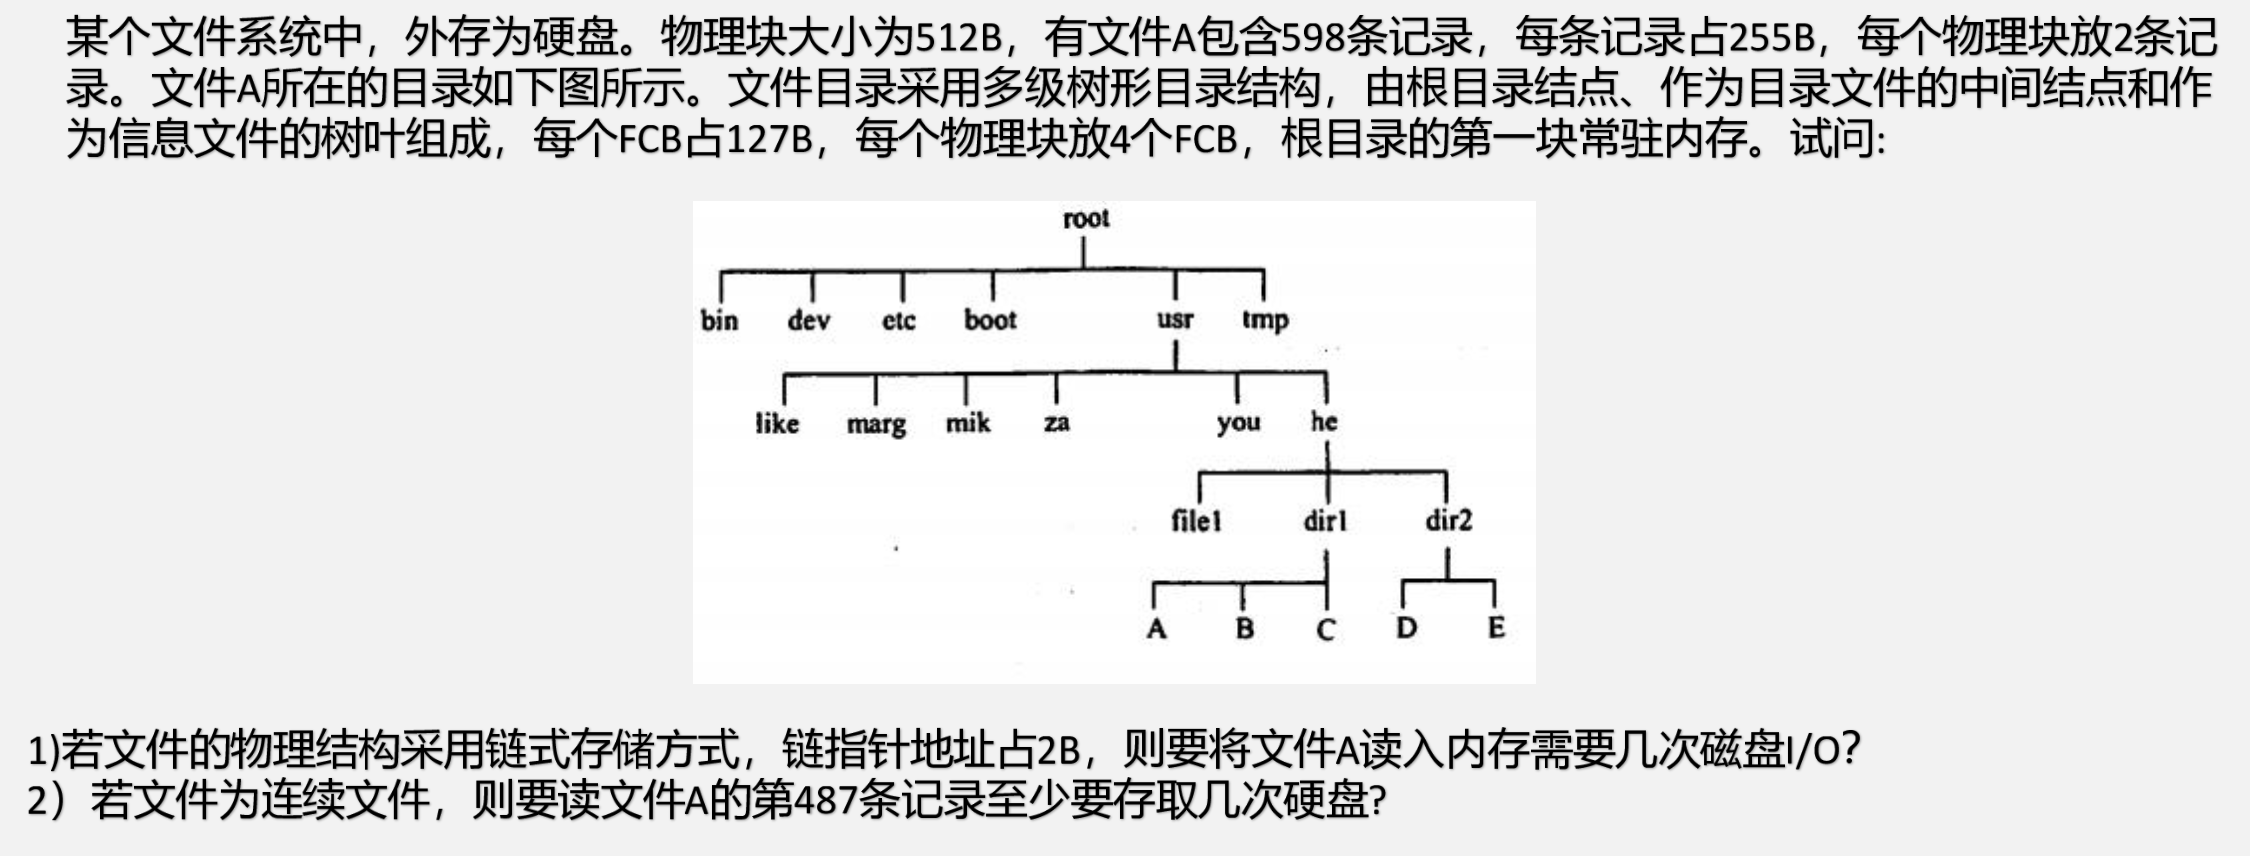 某个文件系统中，外存为硬盘。物理块大小为512B，有文件A包含598条记录，每条记录占255B，每个物理块放2条记
录。文件A所在的目录如下图所示。文件目录采用多级树形目录结构，由根目录结点、作为目录文件的中间结点和作
为信息文件的树叶组成，每个FCB占127B，每个物理块放4个FCB，根目录的第一块常驻内存。试问:
root
bin dev etc boot usr tmp
like marg mik za you he
file1 dir1 dir2
A B C D E
1)若文件的物理结构采用链式存储方式，链指针地址占2B，则要将文件A读入内存需要几次磁盘I/O？
2）若文件为连续文件，则要读文件A的第487条记录至少要存取几次硬盘?